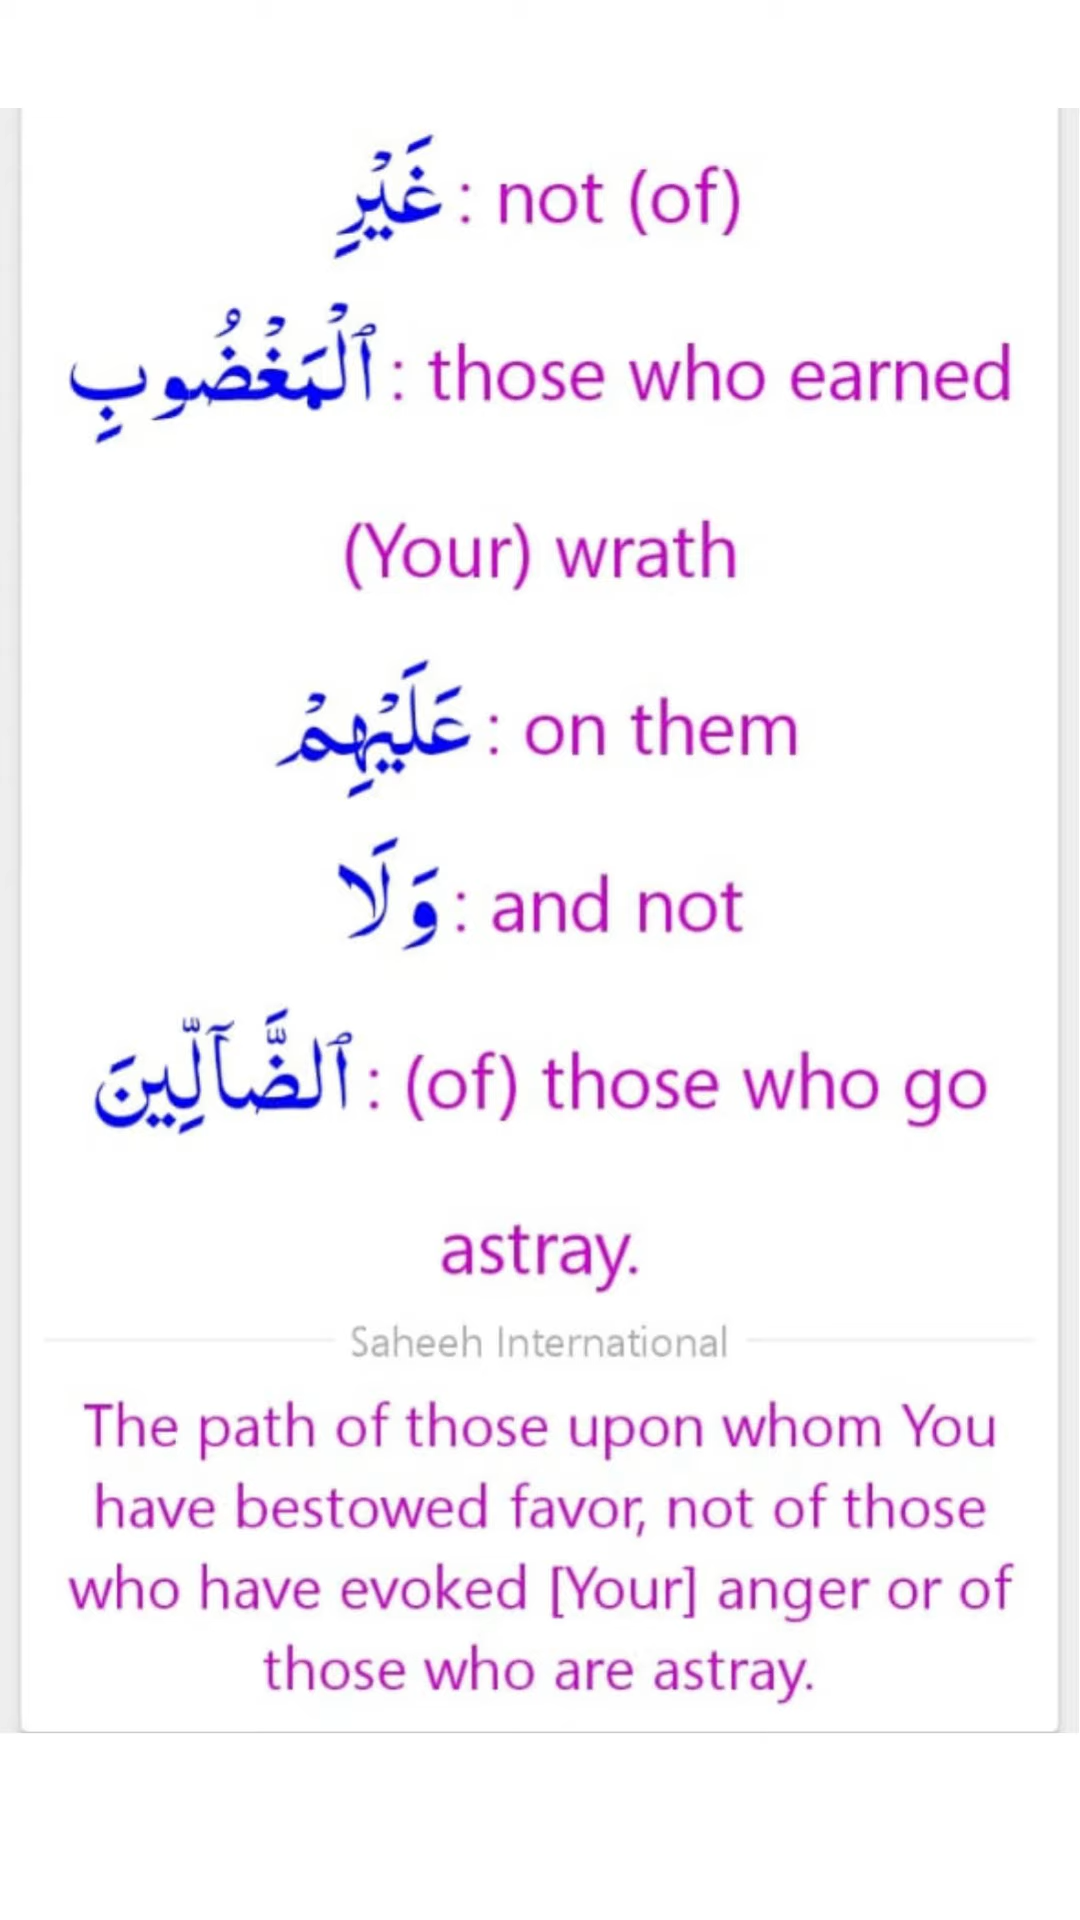 غَيْرِ : not (of)
ٱلْمَغْضُوبِ : those who earned
(Your) wrath
عَلَيْهِمْ : on them
وَلَا : and not
ٱلضَّآلِّينَ : (of) those who go
astray.
Saheeh International
The path of those upon whom You
have bestowed favor, not of those
who have evoked [Your] anger or of
those who are astray.